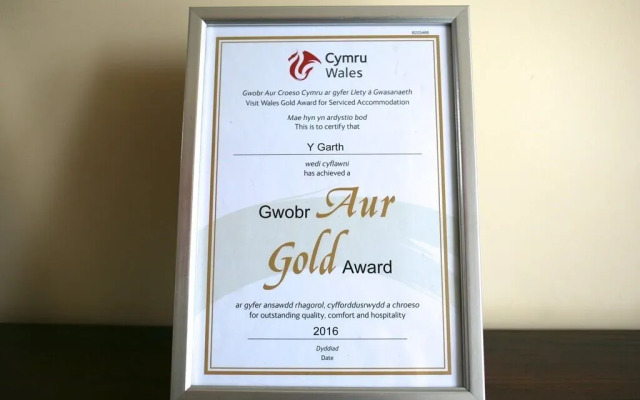 Cymru
Wales
Gwobr Aur Croeso Cymru ar gyfer Llety â Gwasanaeth
Visit Wales Gold Award for Serviced Accommodation
Mae hyn yn ardystio bod
This is to certify that
Y Garth
wedi cyflawni
has achieved a
Gwobr Aur
Gold Award
ar gyfer ansawdd rhagorol, cyfforddusrwydd a chroeso
for outstanding quality, comfort and hospitality
2016
Dyddiad
Date